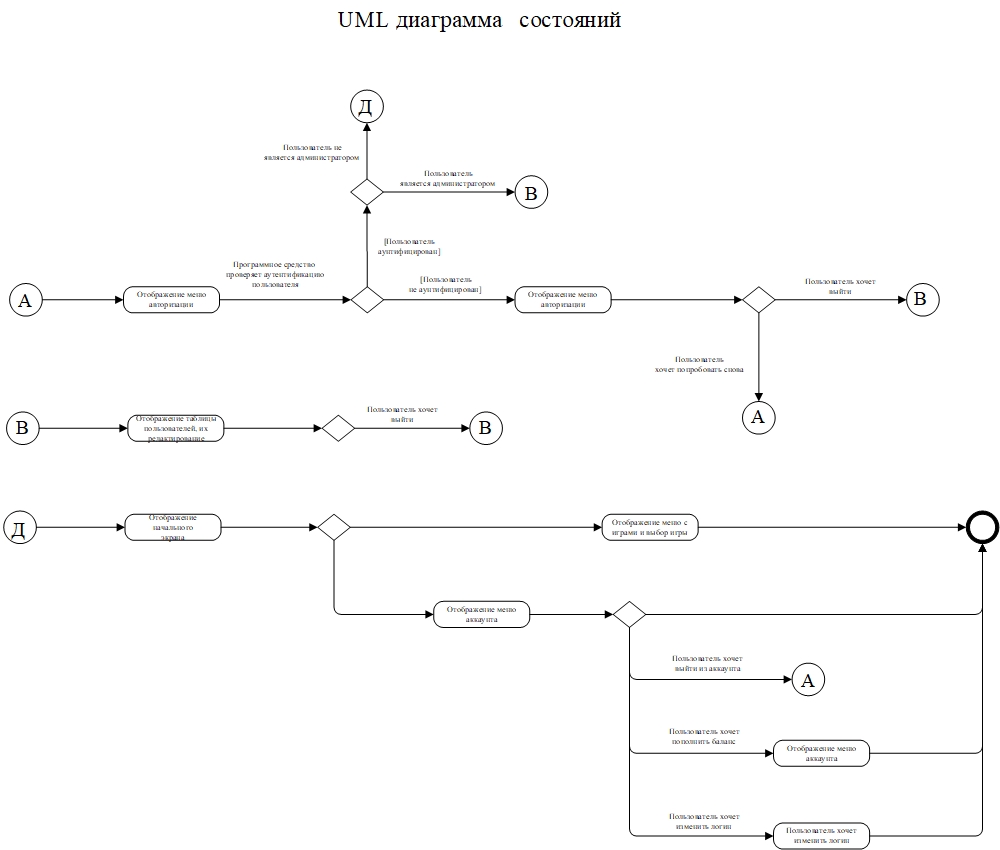 UML диаграмма состояний
Д
Пользователь не
является администратором
Пользователь
является администратором
В
[Пользователь
аунтифицирован]
Программное средство
проверяет аутентификацию
пользователя
[Пользователь
не аунтифицирован]
А
Отображение меню
авторизации
Отображение меню
авторизации
Пользователь хочет
выйти
В
Пользователь
хочет попробовать снова
А
В
Отображение таблицы
пользователей, их
редактирование
Пользователь хочет
выйти
В
Д
Отображение
начального
экрана
Отображение меню с
играми и выбор игры
Отображение меню
аккаунта
Пользователь хочет
выйти из аккаунта
А
Пользователь хочет
пополнить баланс
Отображение меню
аккаунта
Пользователь хочет
изменить логин
Пользователь хочет
изменить логин